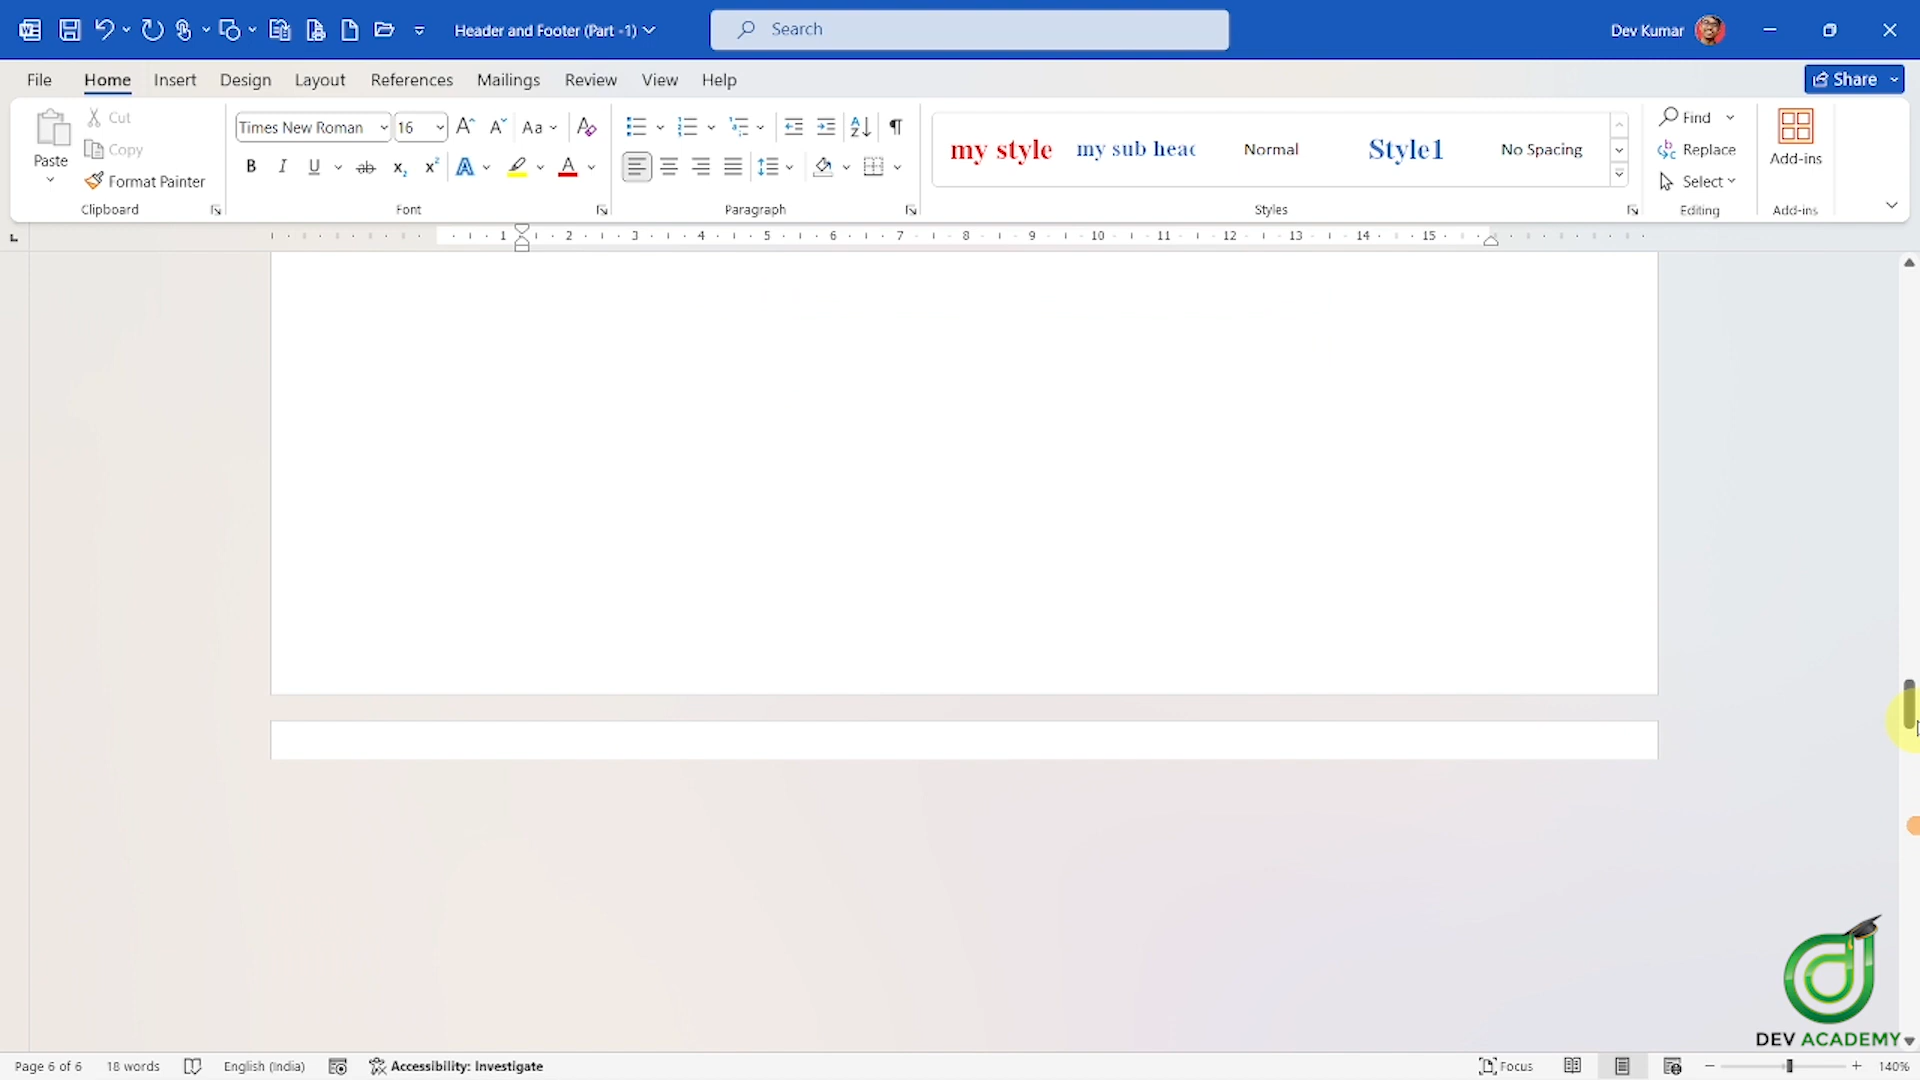 Header and Footer (Part -1)
Search
Dev Kumar
File Home Insert Design Layout References Mailings Review View Help
Share
Paste
Cut
Copy
Format Painter
Clipboard
Times New Roman 16
Aa
B I U ab x₂ x² A A
Font
Paragraph
my style my sub head Normal Style1 No Spacing
Styles
Find
Replace
Select
Editing
Add-ins
Add-ins
1 2 3 4 5 6 7 8 9 10 11 12 13 14 15
DEV ACADEMY
Page 6 of 6 18 words English (India) Accessibility: Investigate Focus 140%